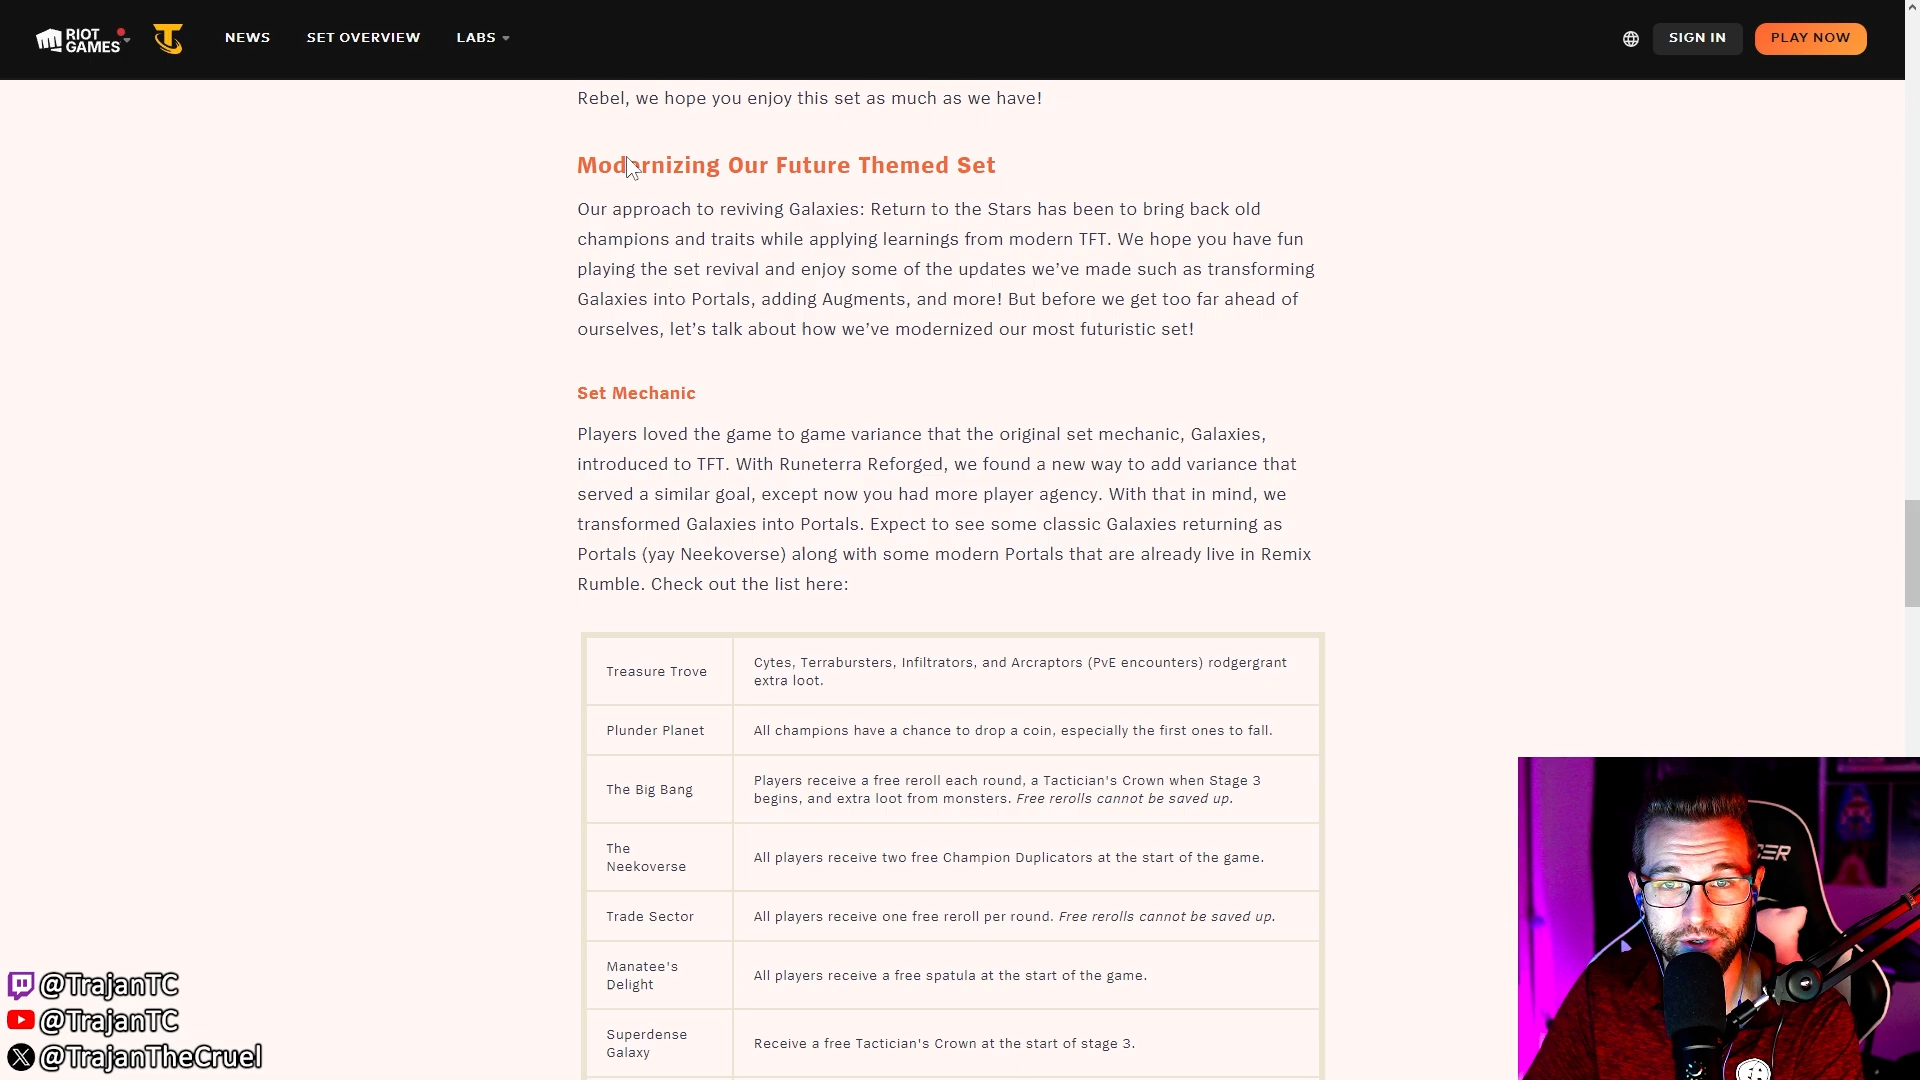 RIOT GAMES NEWS SET OVERVIEW LABS SIGN IN PLAY NOW
Rebel, we hope you enjoy this set as much as we have!
Modernizing Our Future Themed Set
Our approach to reviving Galaxies: Return to the Stars has been to bring back old
champions and traits while applying learnings from modern TFT. We hope you have fun
playing the set revival and enjoy some of the updates we’ve made such as transforming
Galaxies into Portals, adding Augments, and more! But before we get too far ahead of
ourselves, let’s talk about how we’ve modernized our most futuristic set!
Set Mechanic
Players loved the game to game variance that the original set mechanic, Galaxies,
introduced to TFT. With Runeterra Reforged, we found a new way to add variance that
served a similar goal, except now you had more player agency. With that in mind, we
transformed Galaxies into Portals. Expect to see some classic Galaxies returning as
Portals (yay Neekoverse) along with some modern Portals that are already live in Remix
Rumble. Check out the list here:
Treasure Trove
Cytes, Terrabursters, Infiltrators, and Arcraptors (PvE encounters) rodgergrant
extra loot.
Plunder Planet
All champions have a chance to drop a coin, especially the first ones to fall.
The Big Bang
Players receive a free reroll each round, a Tactician's Crown when Stage 3
begins, and extra loot from monsters. Free rerolls cannot be saved up.
The
Neekoverse
All players receive two free Champion Duplicators at the start of the game.
Trade Sector
All players receive one free reroll per round. Free rerolls cannot be saved up.
Manatee's
Delight
All players receive a free spatula at the start of the game.
Superdense
Galaxy
Receive a free Tactician's Crown at the start of stage 3.
@TrajanTC
@TrajanTC
@TrajanTheCruel